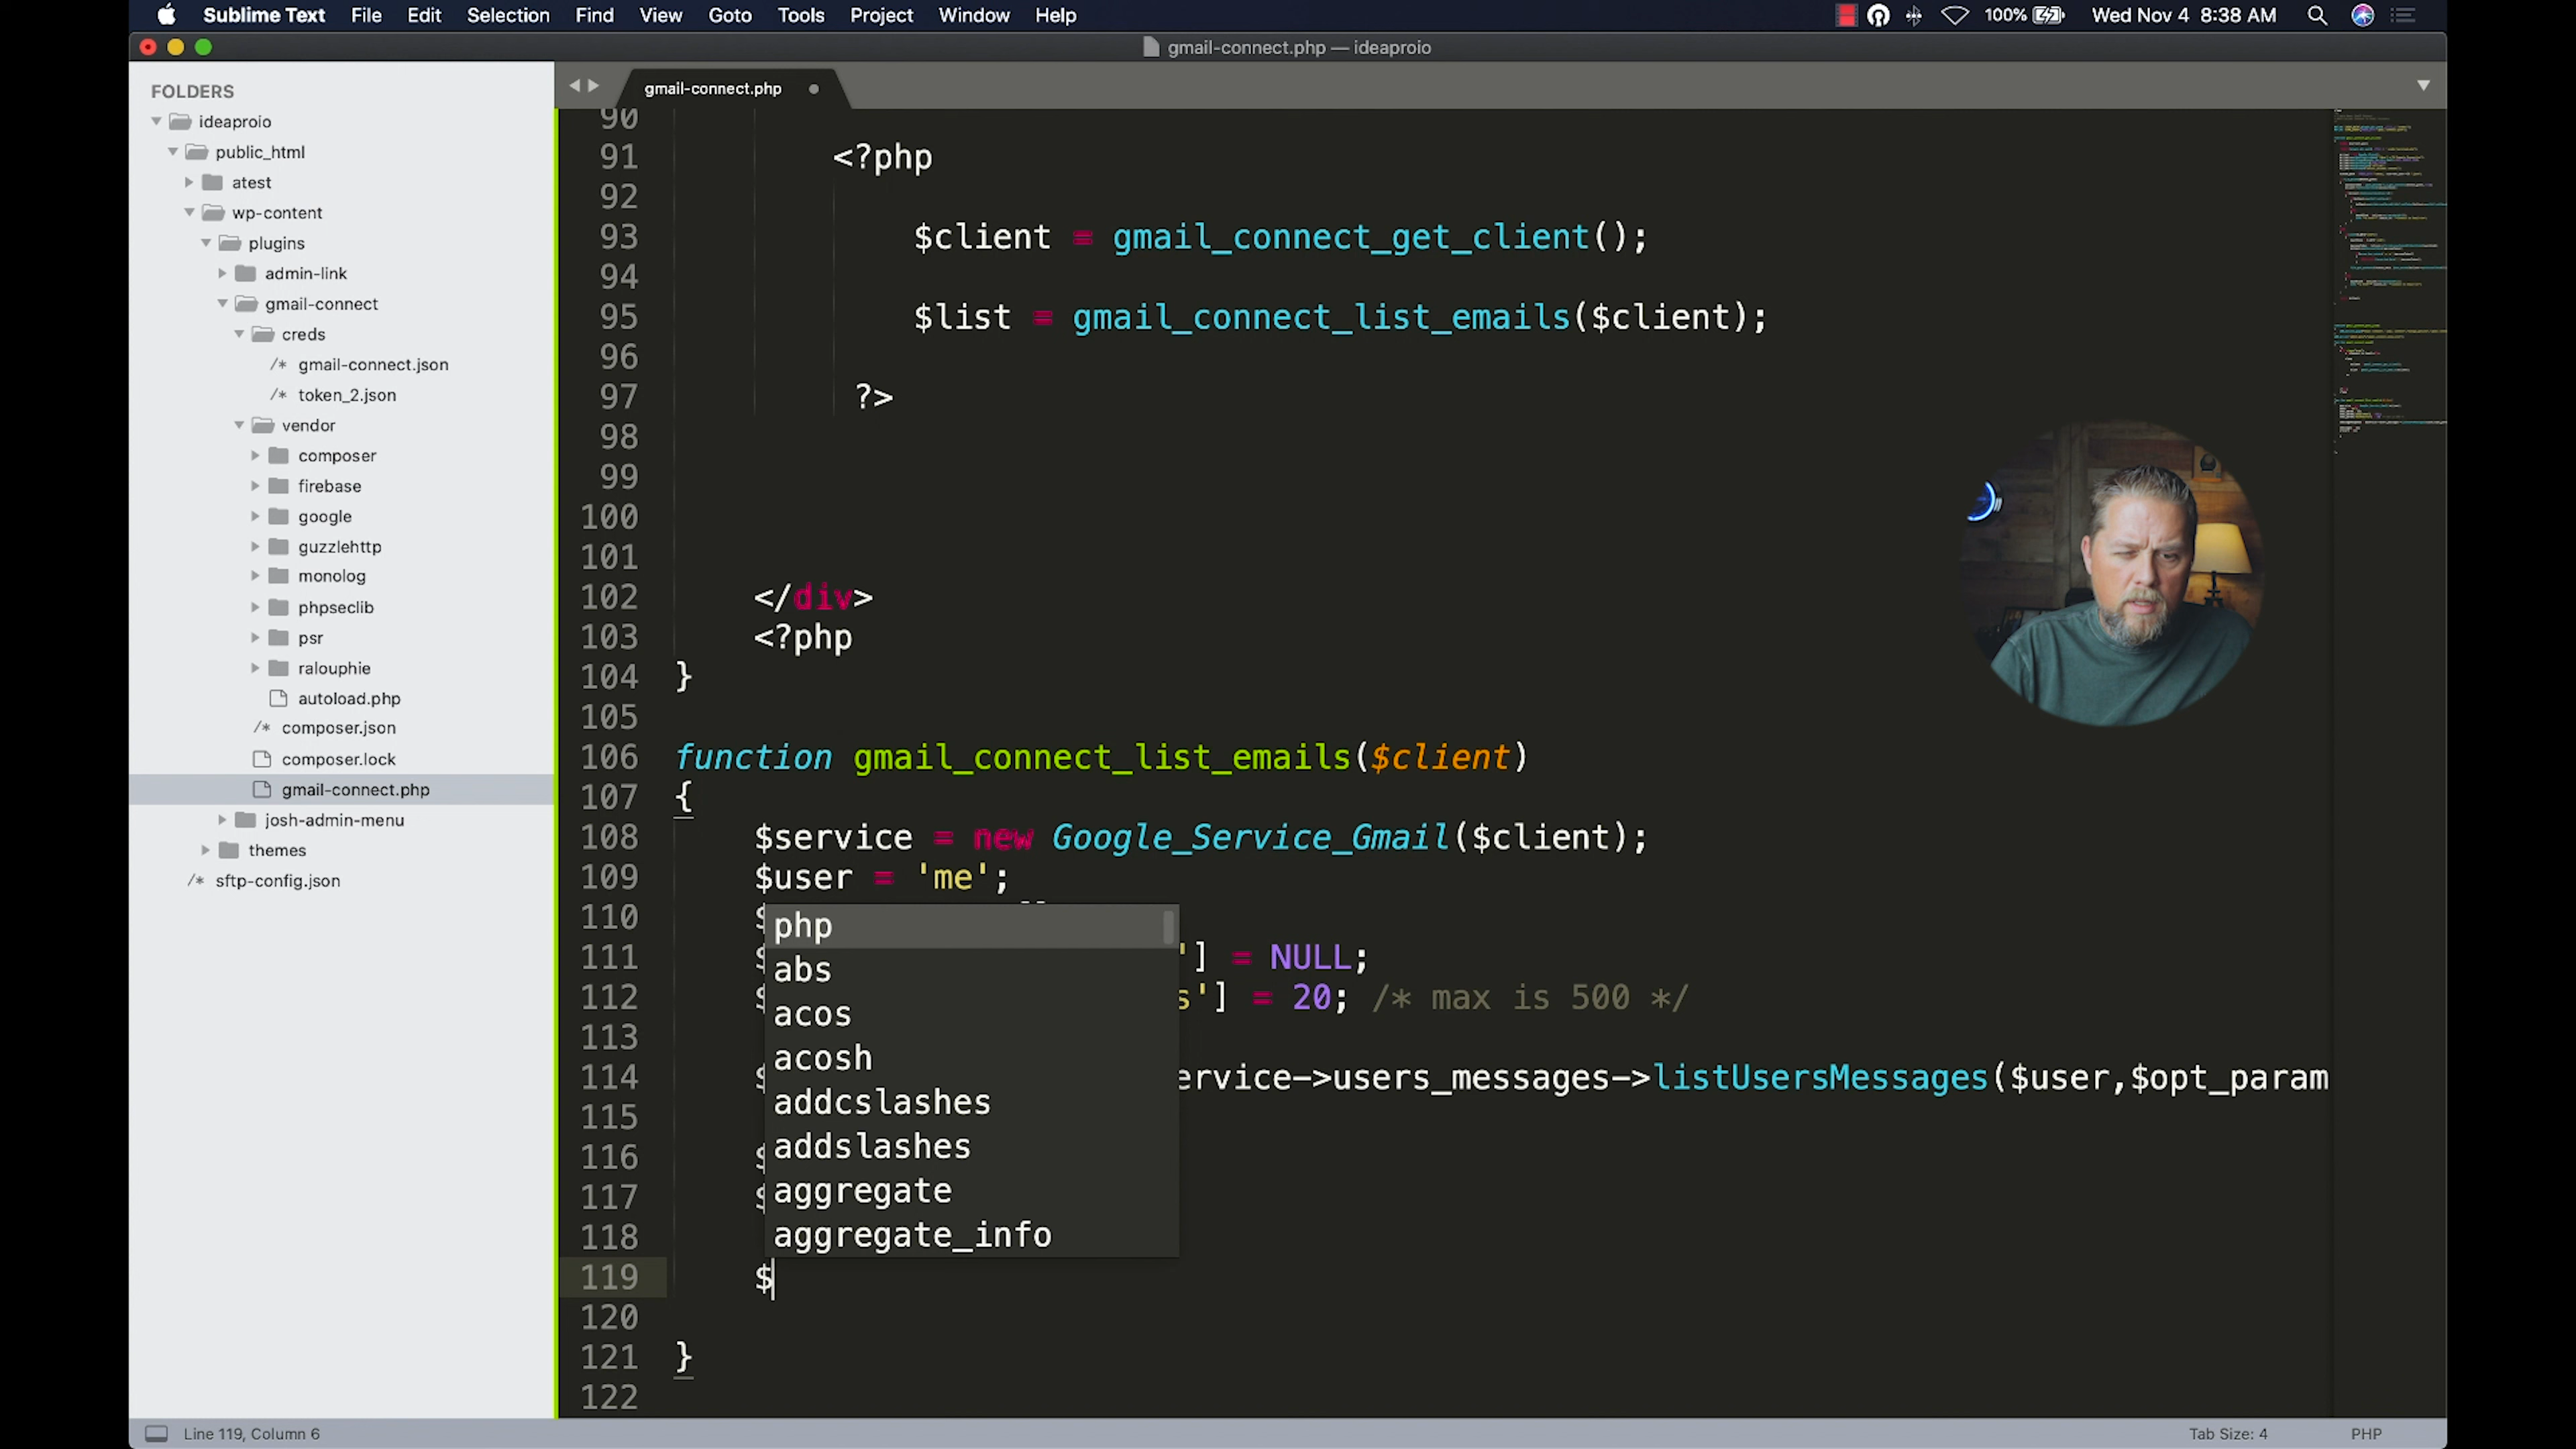 Sublime Text File Edit Selection Find View Goto Tools Project Window Help 100% Wed Nov 4 8:38 AM
gmail-connect.php — ideaproio
FOLDERS
ideaproio
public_html
atest
wp-content
plugins
admin-link
gmail-connect
creds
/* gmail-connect.json
/* token_2.json
vendor
composer
firebase
google
guzzlehttp
monolog
phpseclib
psr
ralouphie
autoload.php
/* composer.json
composer.lock
gmail-connect.php
josh-admin-menu
themes
/* sftp-config.json
gmail-connect.php
90
91 <?php
92
93 $client = gmail_connect_get_client();
94
95 $list = gmail_connect_list_emails($client);
96
97 ?>
98
99
100
101
102 </div>
103 <?php
104 }
105
106 function gmail_connect_list_emails($client)
107 {
108 $service = new Google_Service_Gmail($client);
109 $user = 'me';
110 $
111 $ '] = NULL;
112 $ s'] = 20; /* max is 500 */
113
114 $ ervice->users_messages->listUsersMessages($user,$opt_param
115
116 $
117 $
118
119 $
120
121 }
122
php
abs
acos
acosh
addcslashes
addslashes
aggregate
aggregate_info
Line 119, Column 6 Tab Size: 4 PHP